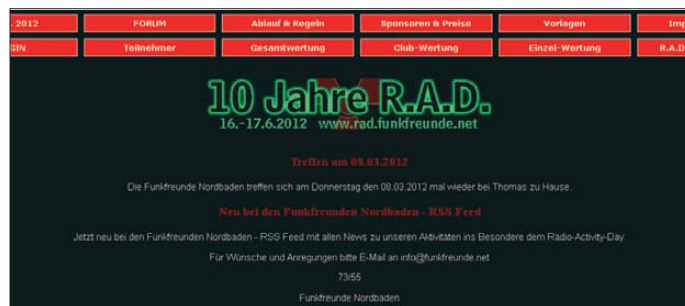 . 2012 FORUM Ablauf & Regeln Sponsoren & Preise Vorlagen Imp
GIN Teilnehmer Gesamtwertung Club-Wertung Einzel-Wertung R.A.D
10 Jahre R.A.D.
16.-17.6.2012 www.rad.funkfreunde.net
Treffen am 08.03.2012
Die Funkfreunde Nordbaden treffen sich am Donnerstag den 08.03.2012 mal wieder bei Thomas zu Hause.
Neu bei den Funkfreunden Nordbaden - RSS Feed
Jetzt neu bei den Funkfreunden Nordbaden - RSS Feed mit allen News zu unseren Aktivitäten ins Besondere dem Radio-Activity-Day.
Für Wünsche und Anregungen bitte E-Mail an info@funkfreunde.net
73/55
Funkfreunde Nordbaden